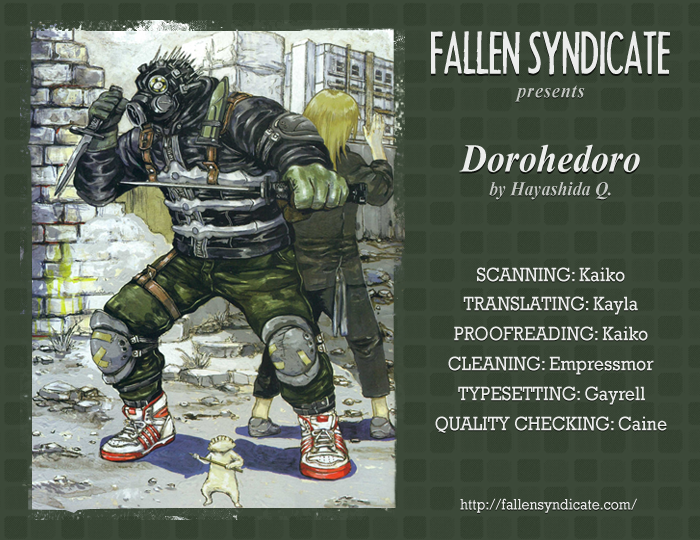 FALLEN SYNDICATE
presents
Dorohedoro
by Hayashida Q.
SCANNING: Kaiko
TRANSLATING: Kayla
PROOFREADING: Kaiko
CLEANING: Empressmor
TYPESETTING: Gayrell
QUALITY CHECKING: Caine
http://fallensyndicate.com/